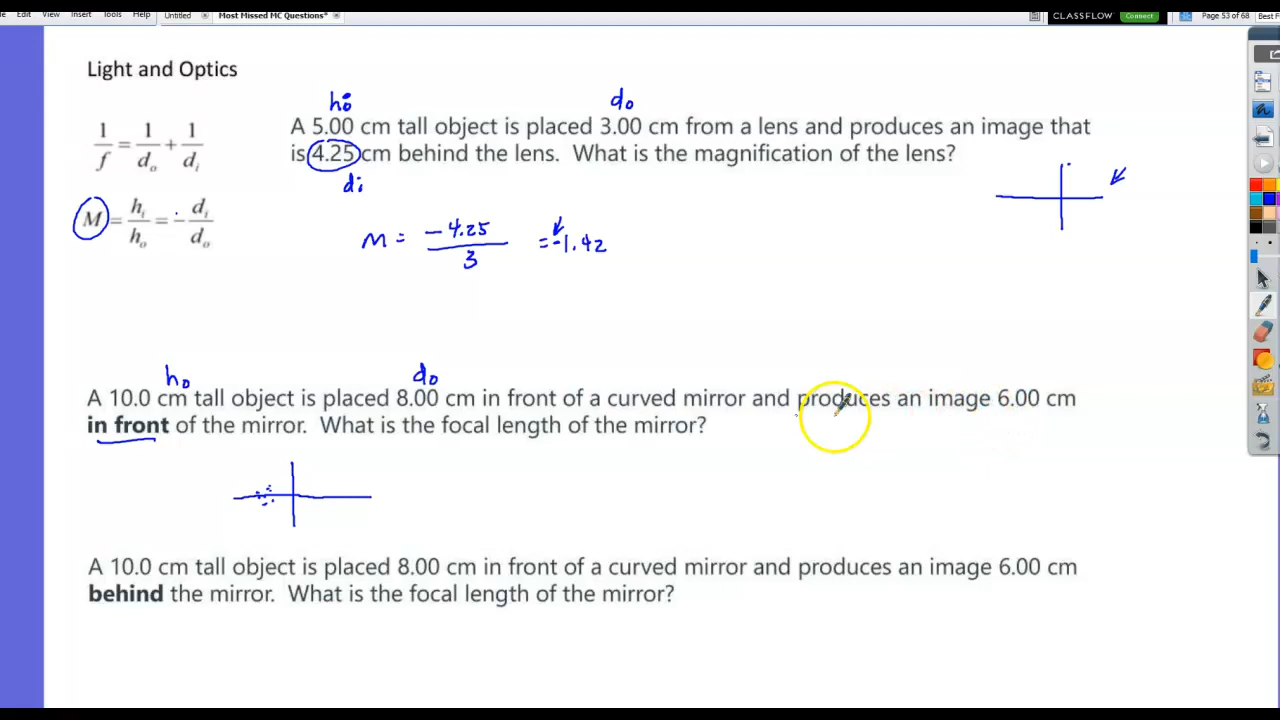 Edit View Insert Tools Help Untitled Most Missed MC Questions* CLASSFLOW Connect Page 53 of 68 Best F
Light and Optics
ho do
A 5.00 cm tall object is placed 3.00 cm from a lens and produces an image that
is 4.25 cm behind the lens. What is the magnification of the lens?
di
1/f = 1/do + 1/di
M = hi/ho = - di/do
M = -4.25/3 = -1.42
ho do
A 10.0 cm tall object is placed 8.00 cm in front of a curved mirror and produces an image 6.00 cm
in front of the mirror. What is the focal length of the mirror?
A 10.0 cm tall object is placed 8.00 cm in front of a curved mirror and produces an image 6.00 cm
behind the mirror. What is the focal length of the mirror?